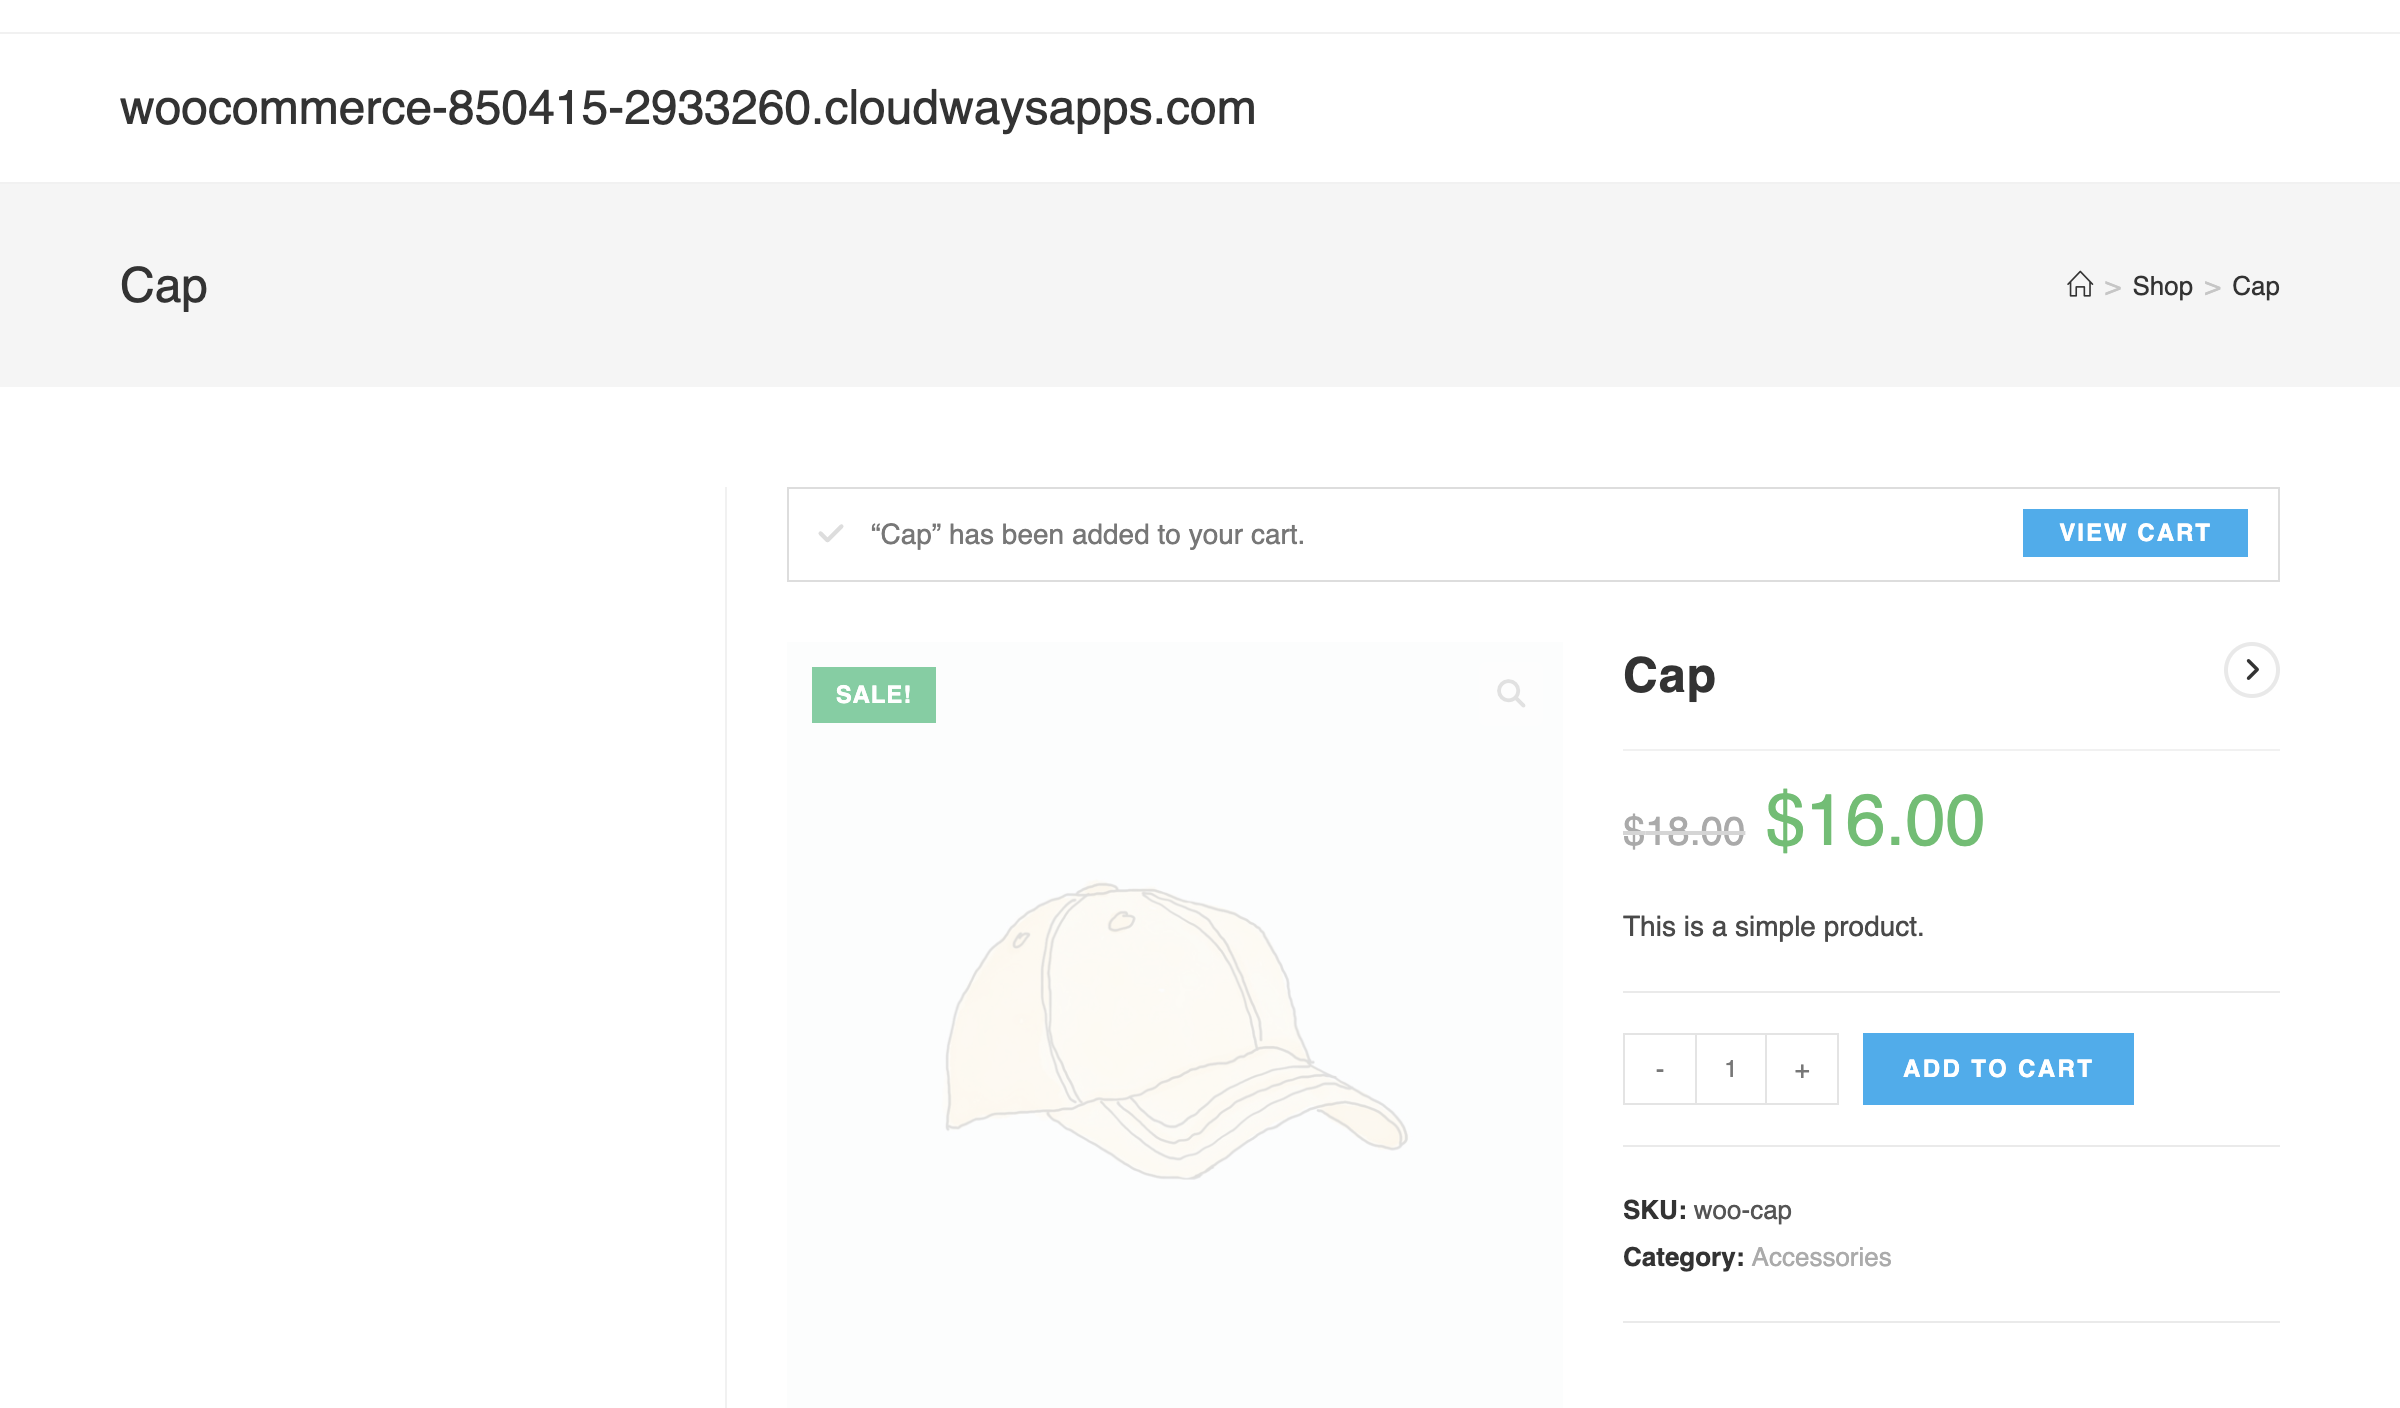 woocommerce-850415-2933260.cloudwaysapps.com
Cap
> Shop > Cap
“Cap” has been added to your cart.
VIEW CART
SALE!
Cap
$18.00 $16.00
This is a simple product.
- 1 +
ADD TO CART
SKU: woo-cap
Category: Accessories